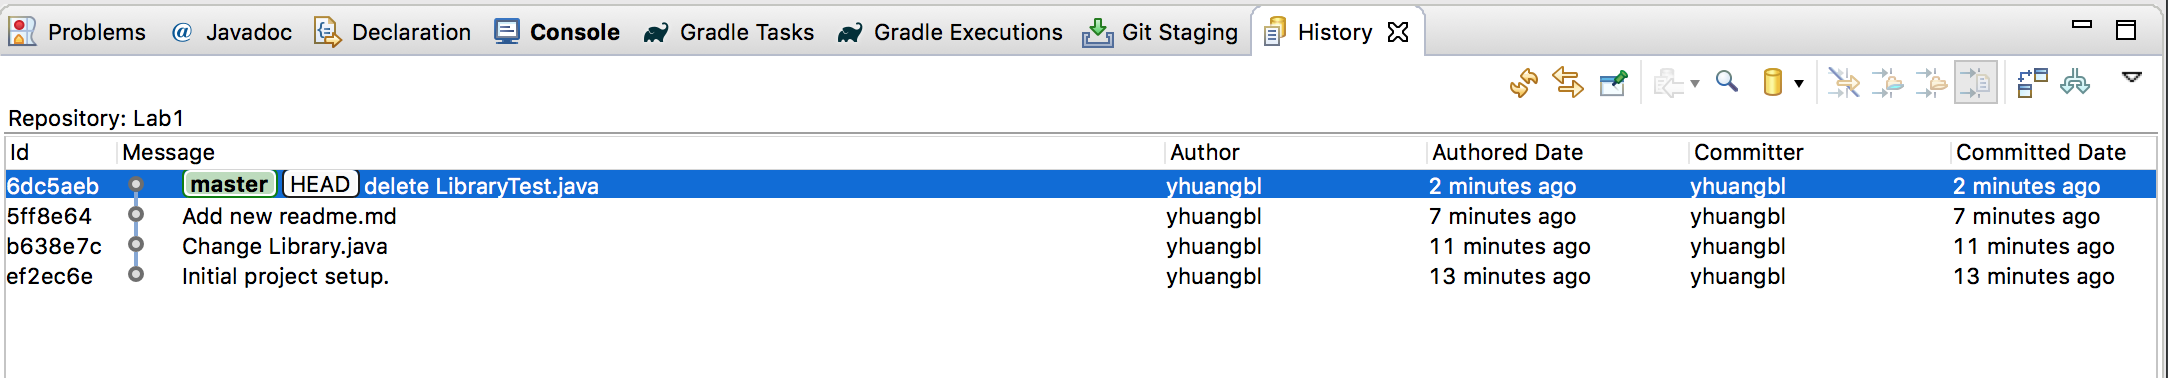 Problems @ Javadoc Declaration Console Gradle Tasks Gradle Executions Git Staging History
Repository: Lab1
Id Message Author Authored Date Committer Committed Date
6dc5aeb master HEAD delete LibraryTest.java yhuangbl 2 minutes ago yhuangbl 2 minutes ago
5ff8e64 Add new readme.md yhuangbl 7 minutes ago yhuangbl 7 minutes ago
b638e7c Change Library.java yhuangbl 11 minutes ago yhuangbl 11 minutes ago
ef2ec6e Initial project setup. yhuangbl 13 minutes ago yhuangbl 13 minutes ago